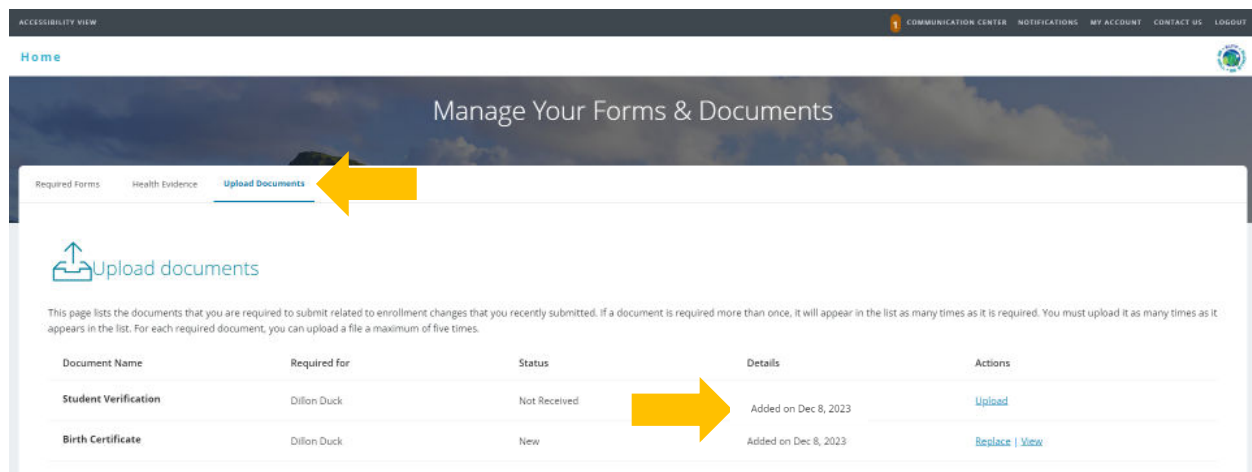 ACCESSIBILITY VIEW 1 COMMUNICATION CENTER NOTIFICATIONS MY ACCOUNT CONTACT US LOGOUT
Home
Manage Your Forms & Documents
Required Forms Health Evidence Upload Documents
Upload documents
This page lists the documents that you are required to submit related to enrollment changes that you recently submitted. If a document is required more than once, it will appear in the list as many times as it is required. You must upload it as many times as it
appears in the list. For each required document, you can upload a file a maximum of five times.
Document Name Required for Status Details Actions
Student Verification Dillon Duck Not Received Added on Dec 8, 2023 Upload
Birth Certificate Dillon Duck New Added on Dec 8, 2023 Replace | View